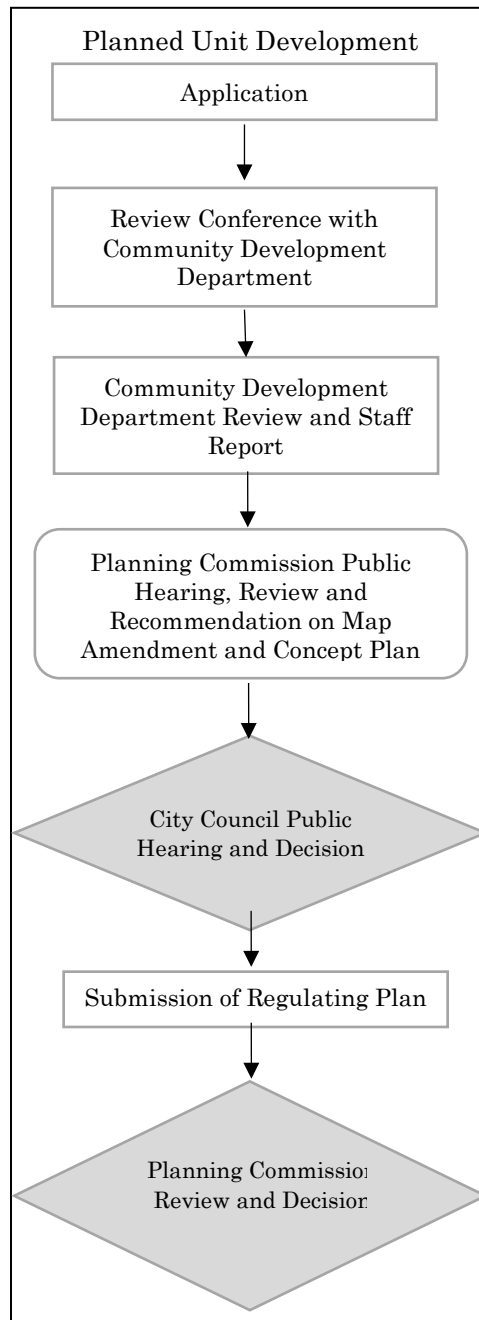 Planned Unit Development
Application
Review Conference with
Community Development
Department
Community Development
Department Review and Staff
Report
Planning Commission Public
Hearing, Review and
Recommendation on Map
Amendment and Concept Plan
City Council Public
Hearing and Decision
Submission of Regulating Plan
Planning Commission
Review and Decision